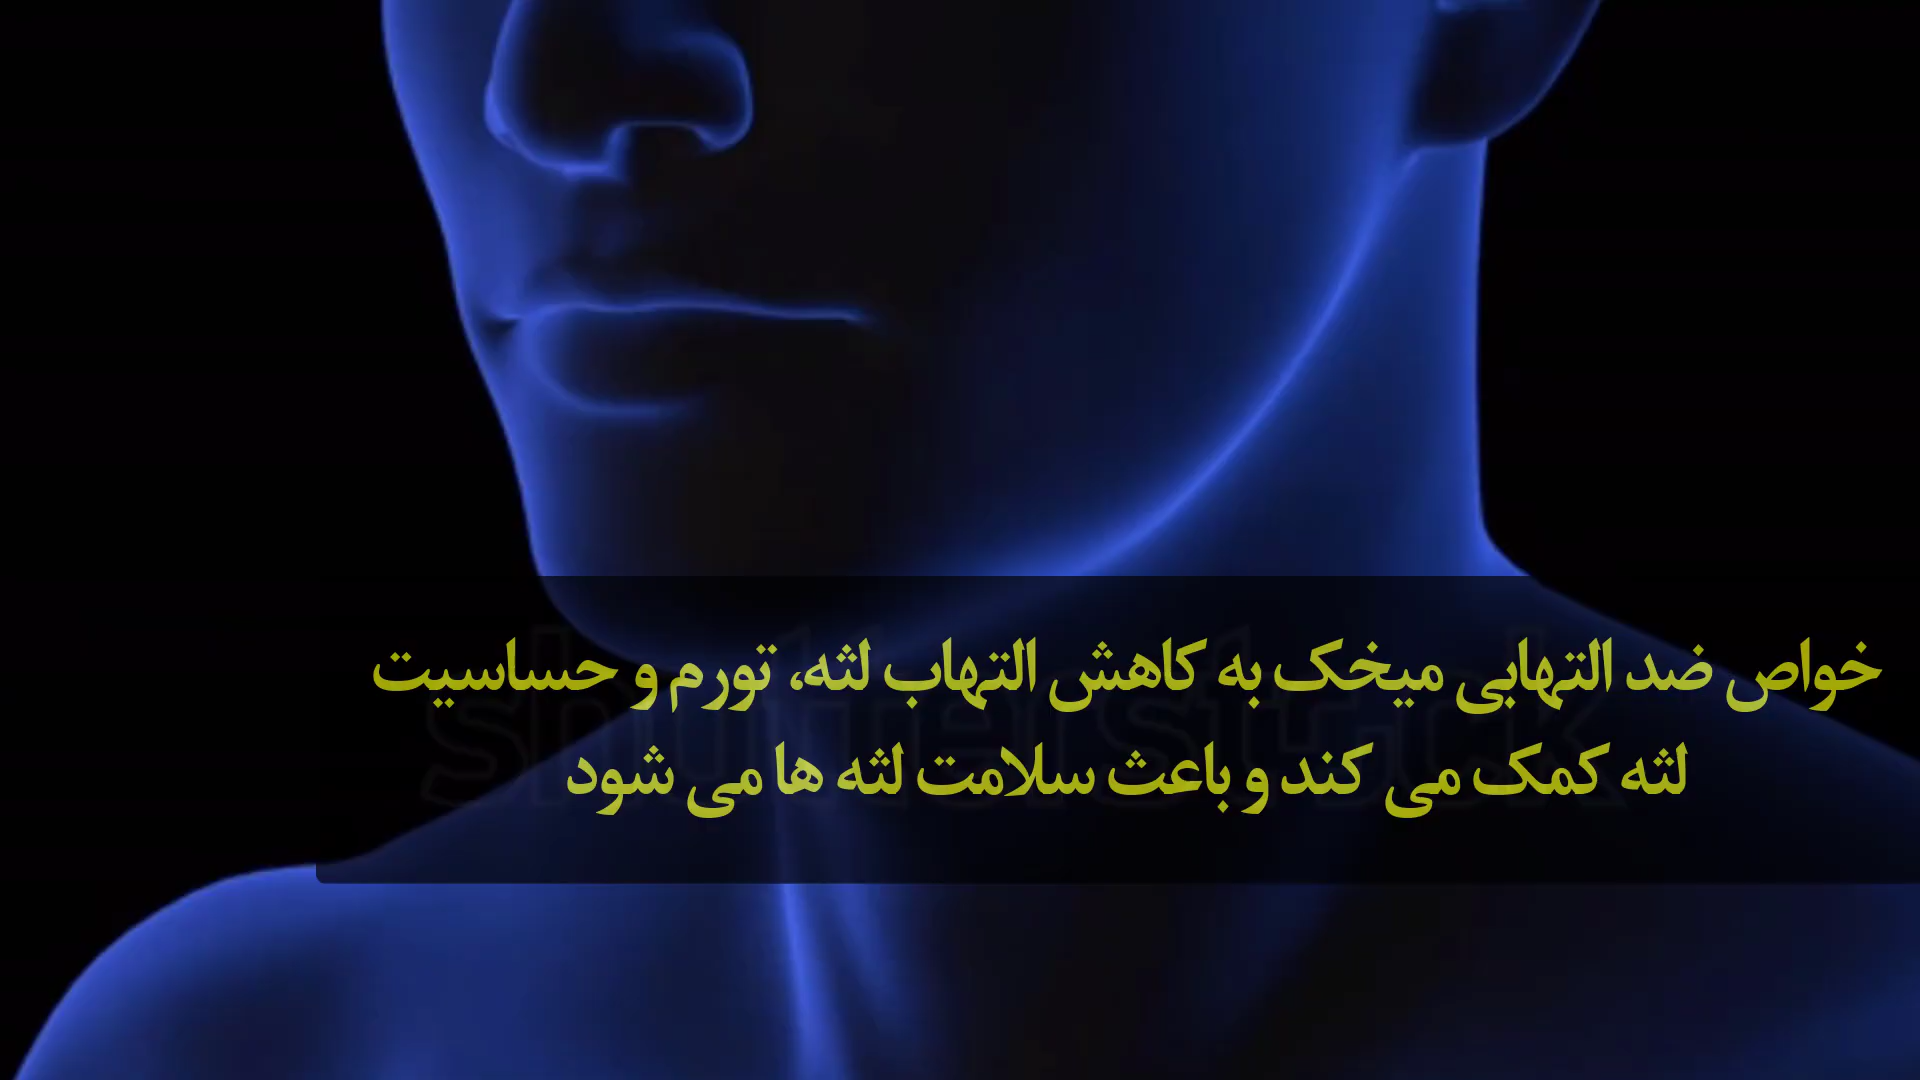 خواص ضد التهابی میخک به کاهش التهاب لثه، تورم و حساسیت
لثه کمک می کند و باعث سلامت لثه ها می شود
shutterstock